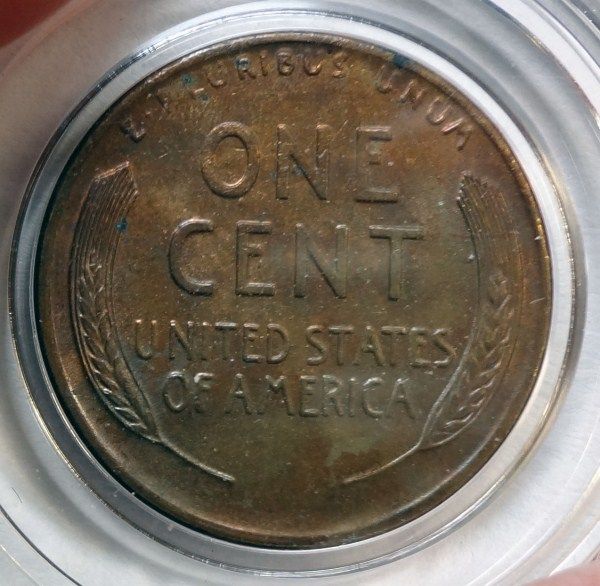 E · PLURIBUS · UNUM
ONE
CENT
UNITED STATES
OF AMERICA